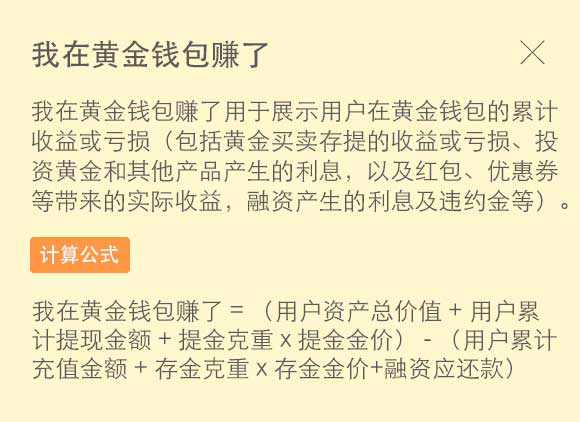 我在黄金钱包赚了
我在黄金钱包赚了用于展示用户在黄金钱包的累计
收益或亏损（包括黄金买卖存提的收益或亏损、投
资黄金和其他产品产生的利息，以及红包、优惠券
等带来的实际收益，融资产生的利息及违约金等）。
计算公式
我在黄金钱包赚了 = （用户资产总价值 + 用户累
计提现金额 + 提金克重 x 提金金价） - （用户累计
充值金额 + 存金克重 x 存金金价+融资应还款）